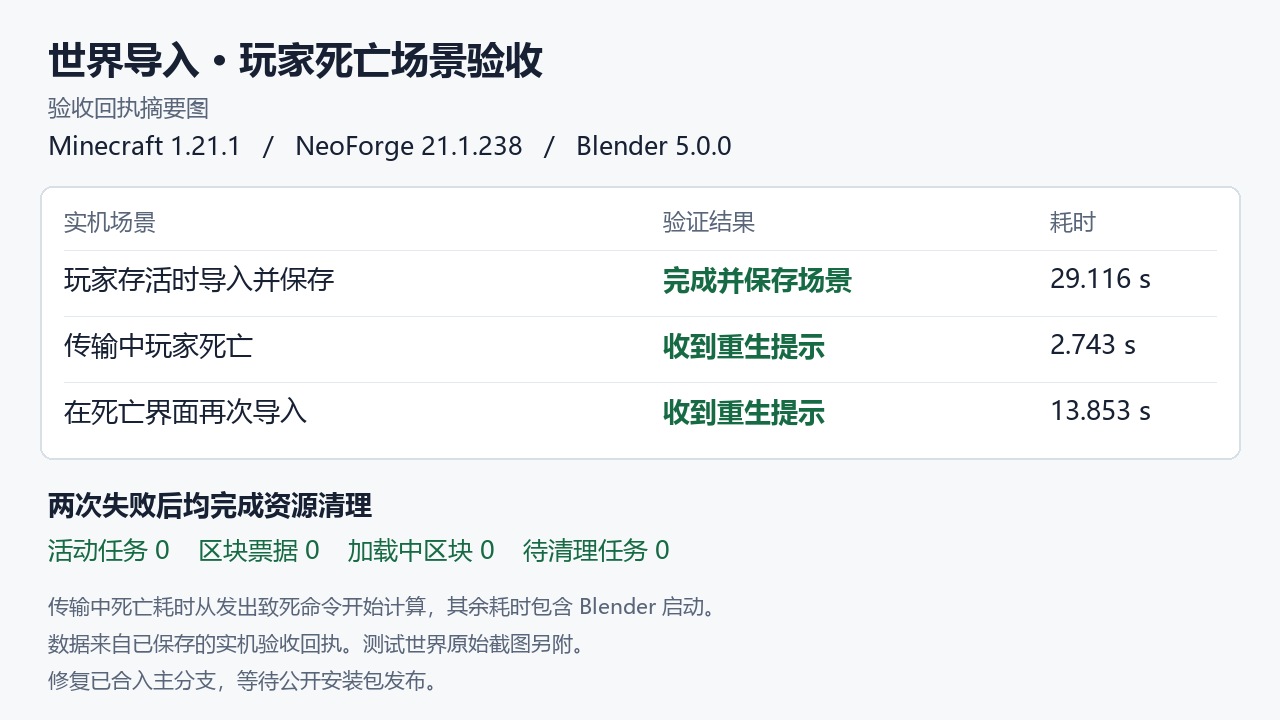 世界导入 • 玩家死亡场景验收
验收回执摘要图
Minecraft 1.21.1 / NeoForge 21.1.238 / Blender 5.0.0
实机场景 验证结果 耗时
玩家存活时导入并保存 完成并保存场景 29.116 s
传输中玩家死亡 收到重生提示 2.743 s
在死亡界面再次导入 收到重生提示 13.853 s
两次失败后均完成资源清理
活动任务 0 区块票据 0 加载中区块 0 待清理任务 0
传输中死亡耗时从发出致死命令开始计算，其余耗时包含 Blender 启动。
数据来自已保存的实机验收回执。测试世界原始截图另附。
修复已合入主分支，等待公开安装包发布。